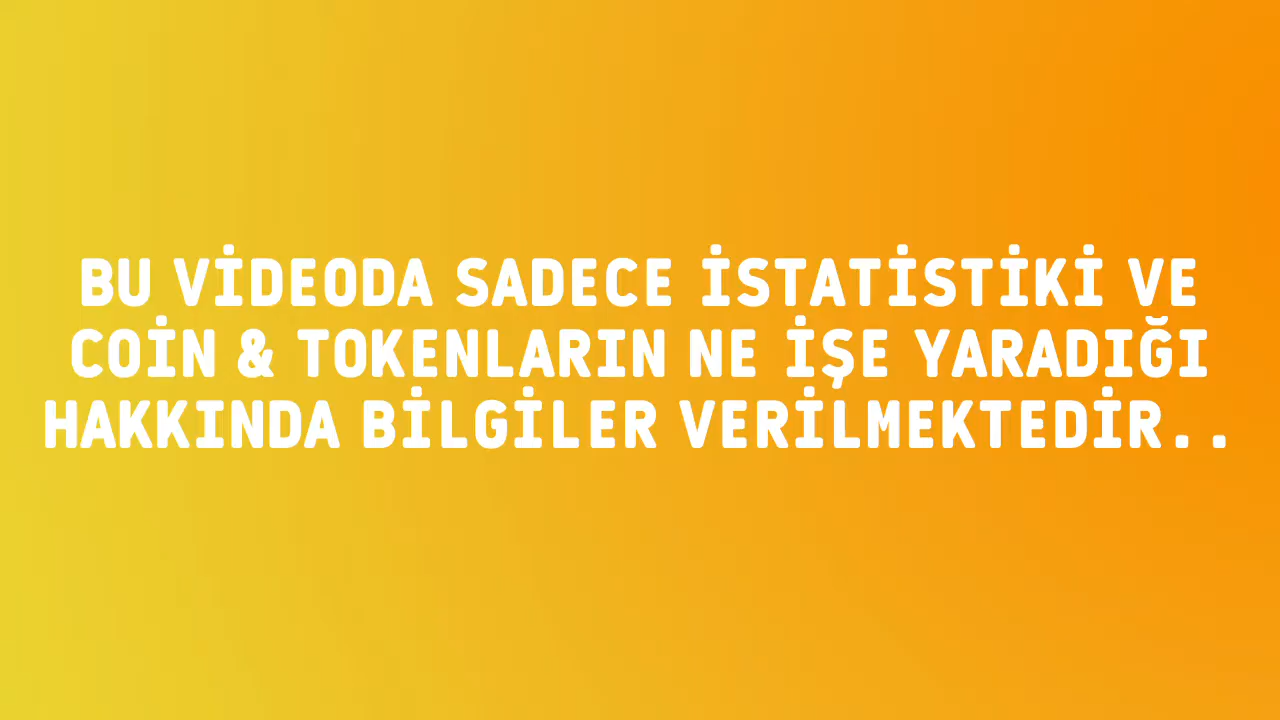 BU VİDEODA SADECE İSTATİSTİKİ VE
COİN & TOKENLARIN NE İŞE YARADIĞI
HAKKINDA BİLGİLER VERİLMEKTEDİR..